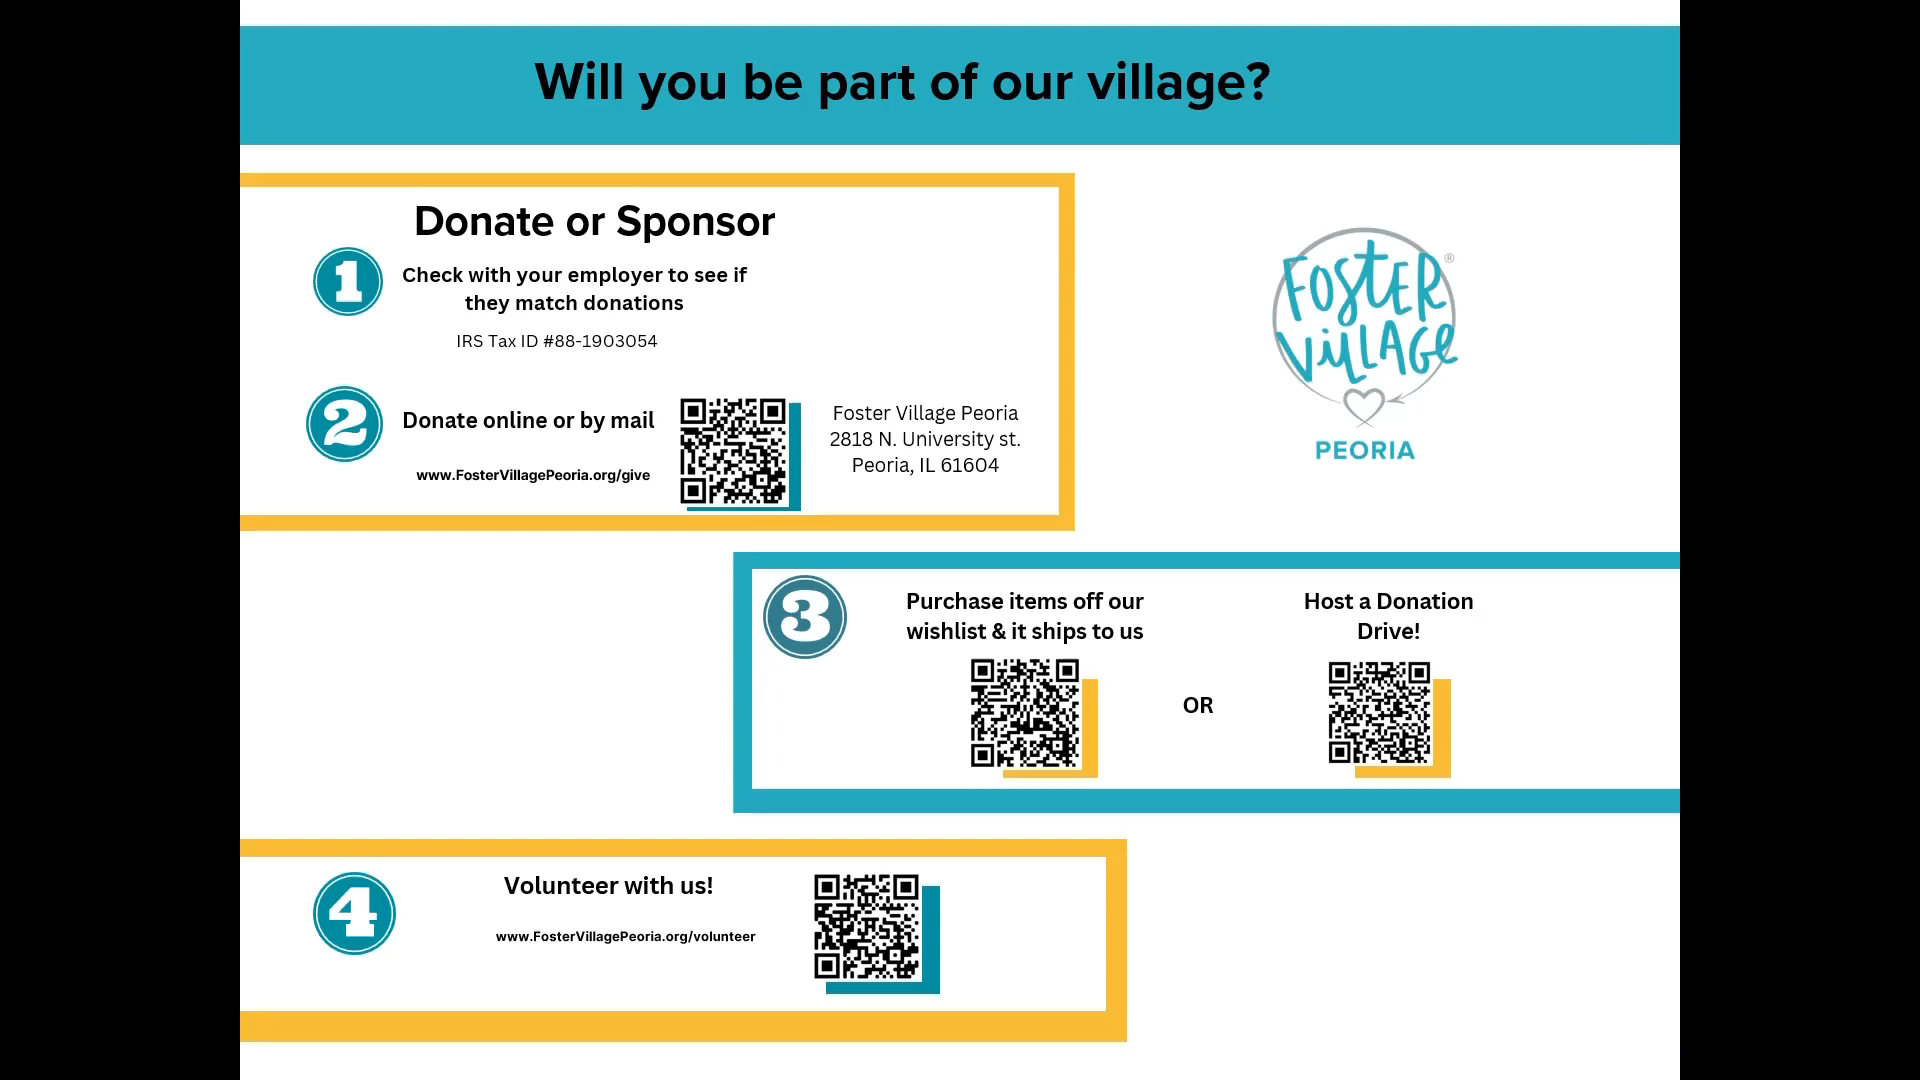 Will you be part of our village?
Donate or Sponsor
1
Check with your employer to see if
they match donations
IRS Tax ID #88-1903054
2
Donate online or by mail
www.FosterVillagePeoria.org/give
Foster Village Peoria
2818 N. University st.
Peoria, IL 61604
FOSTER®
VILLAGE
PEORIA
3
Purchase items off our
wishlist & it ships to us
OR
Host a Donation
Drive!
4
Volunteer with us!
www.FosterVillagePeoria.org/volunteer